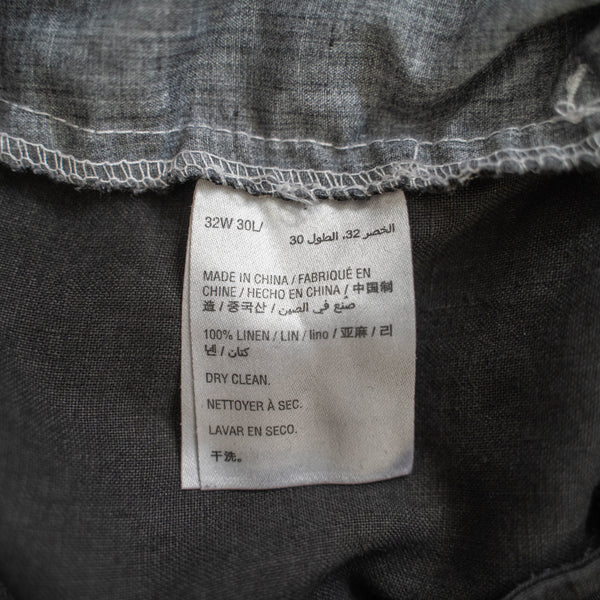 32W 30L/ الخصر 32، الطول 30
MADE IN CHINA / FABRIQUÉ EN
CHINE / HECHO EN CHINA / 中国制
造 / 중국산 / صُنع في الصين
100% LINEN / LIN / lino / 亚麻 / 리
넨 / كتان /
DRY CLEAN.
NETTOYER À SEC.
LAVAR EN SECO.
干洗。